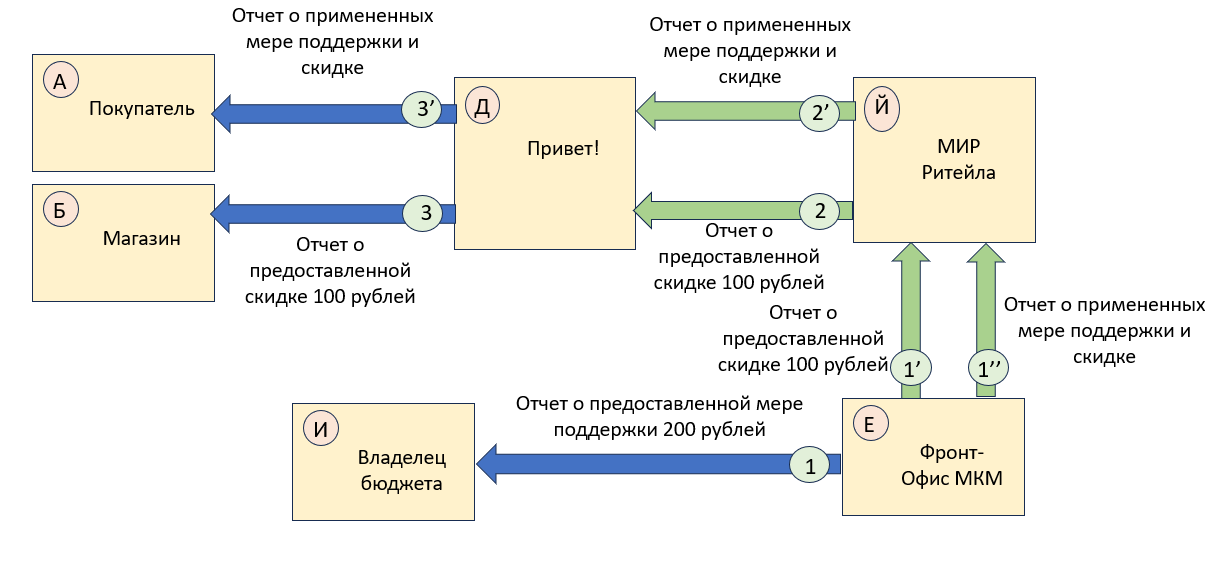 Отчет о примененных
мере поддержки и
скидке
Отчет о примененных
мере поддержки и
скидке
А
Покупатель
3’
Д
Привет!
2’
Й
МИР
Ритейла
Б
Магазин
3
2
Отчет о
предоставленной
скидке 100 рублей
Отчет о
предоставленной
скидке 100 рублей
Отчет о
предоставленной
скидке 100 рублей
Отчет о примененных
мере поддержки и
скидке
1’
1’’
И
Владелец
бюджета
Отчет о предоставленной мере
поддержки 200 рублей
1
Е
Фронт-
Офис МКМ